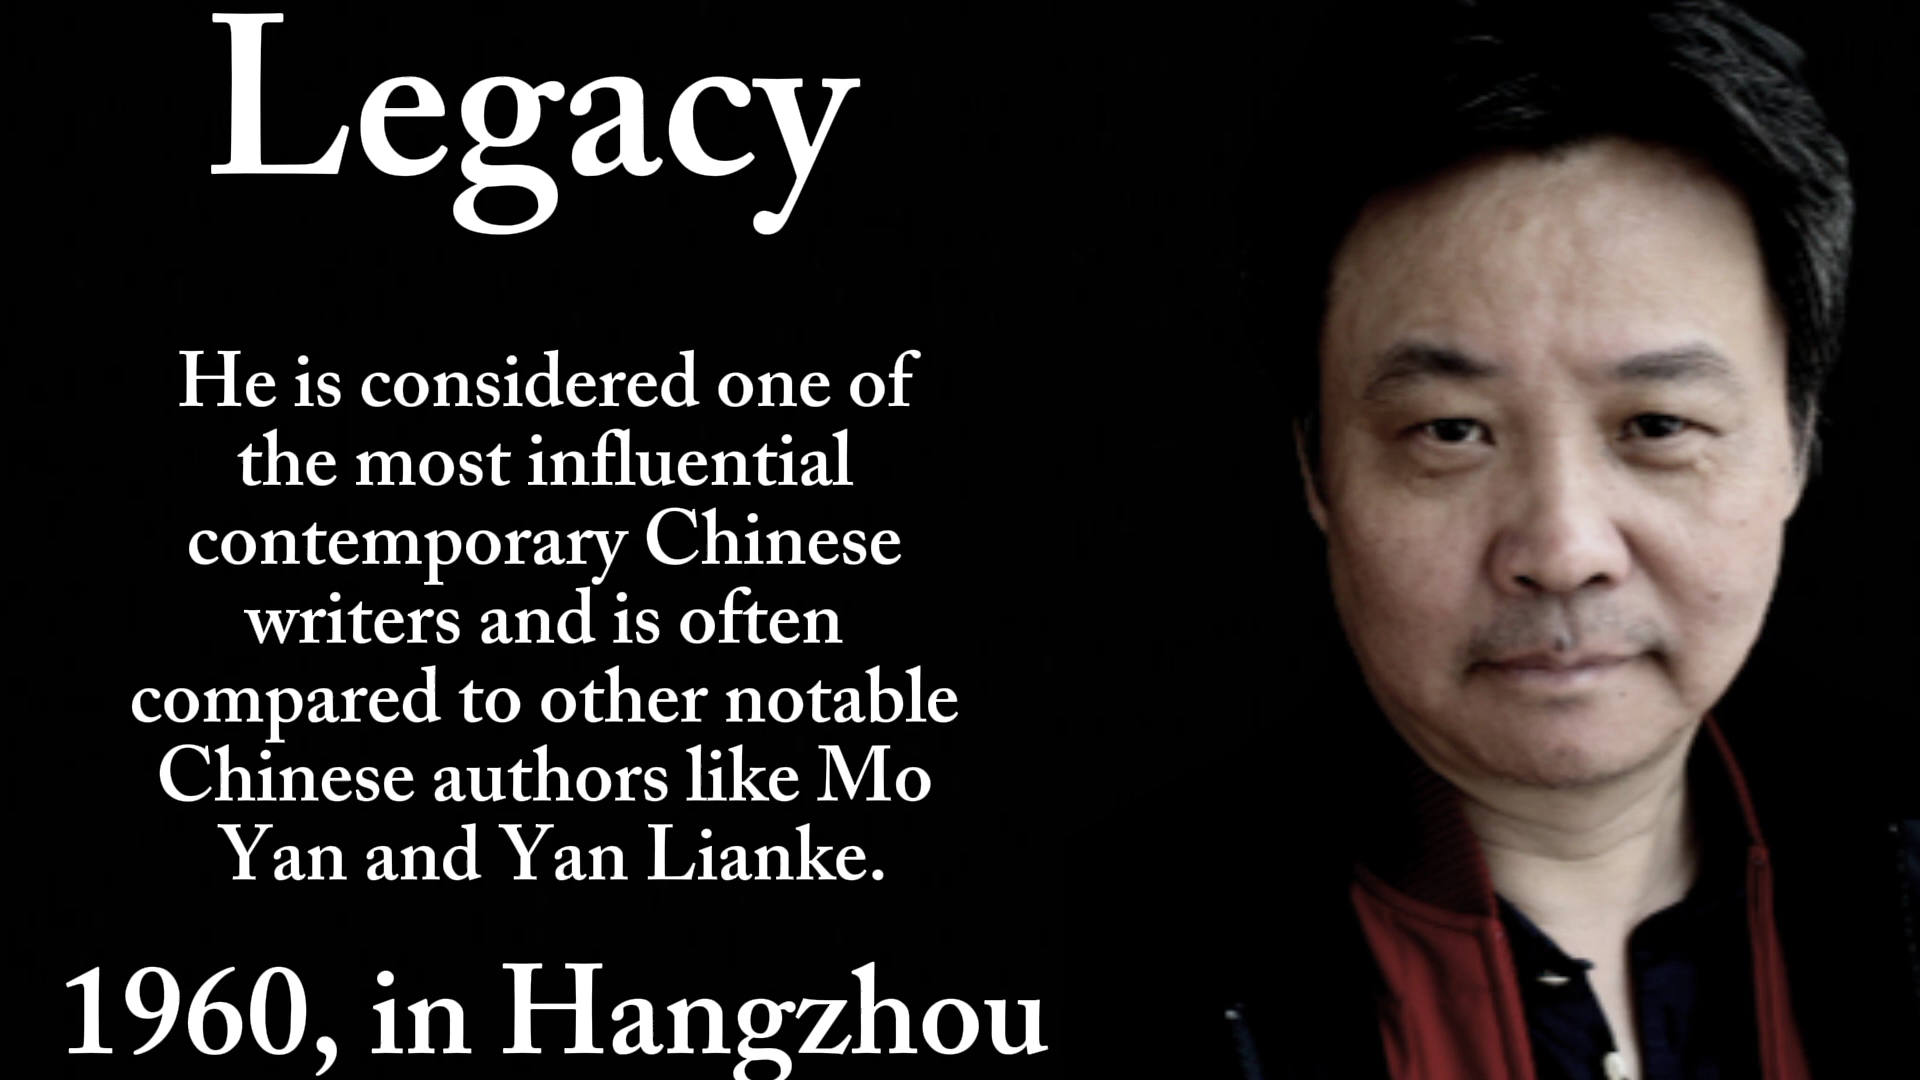 Legacy
He is considered one of
the most influential
contemporary Chinese
writers and is often
compared to other notable
Chinese authors like Mo
Yan and Yan Lianke.
1960, in Hangzhou